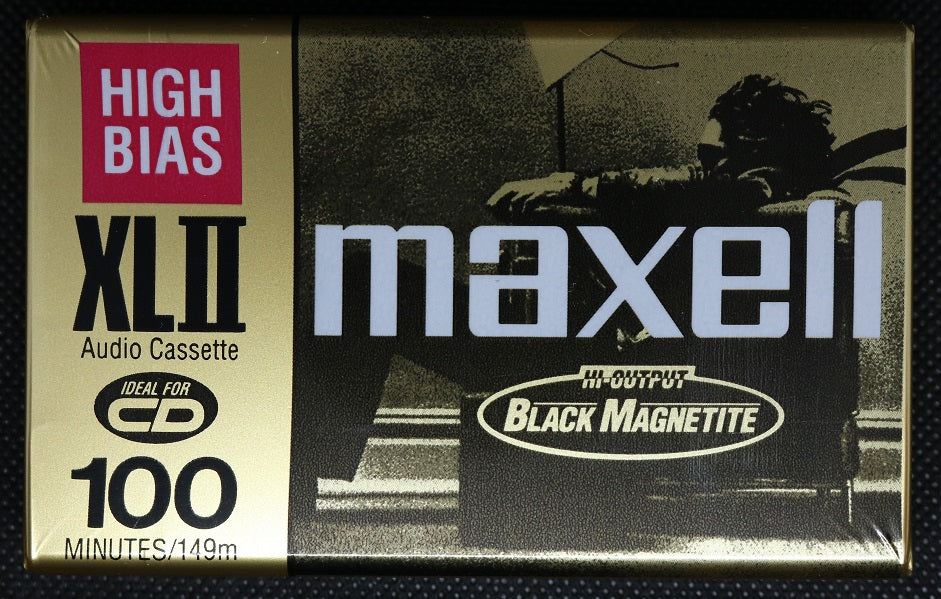 HIGH
BIAS
XLII
Audio Cassette
IDEAL FOR
CD
100
MINUTES/149m
maxell
HI-OUTPUT
BLACK MAGNETITE